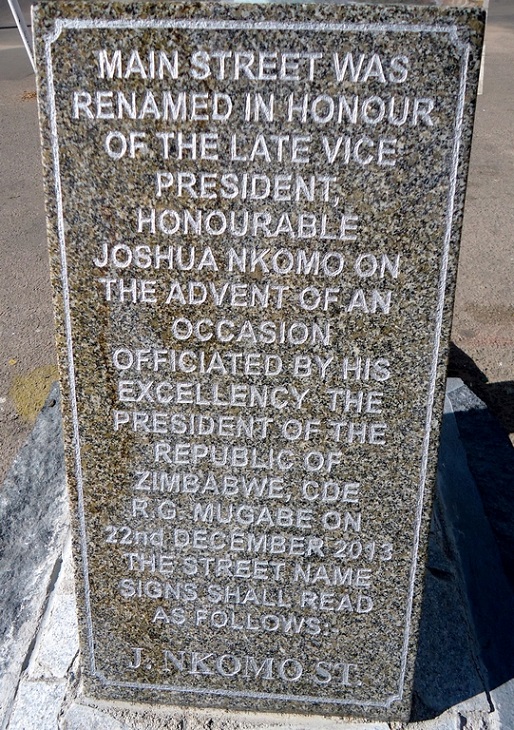 MAIN STREET WAS
RENAMED IN HONOUR
OF THE LATE VICE
PRESIDENT,
HONOURABLE
JOSHUA NKOMO ON
THE ADVENT OF AN
OCCASION
OFFICIATED BY HIS
EXCELLENCY THE
PRESIDENT OF THE
REPUBLIC OF
ZIMBABWE, CDE
R.G. MUGABE ON
22nd DECEMBER 2013
THE STREET NAME
SIGNS SHALL READ
AS FOLLOWS:-
J. NKOMO ST.